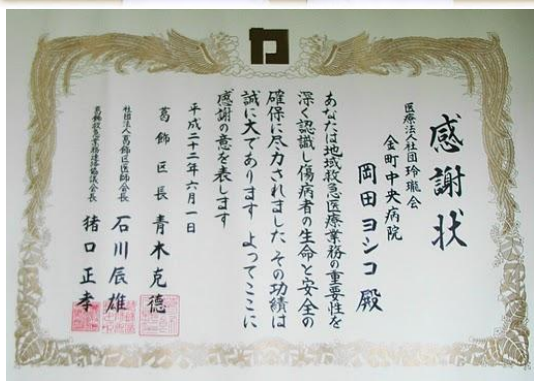 感謝状
医療法人社団玲瓏会
金町中央病院
岡田ヨシコ 殿
あなたは地域救急医療業務の重要性を
深く認識し傷病者の生命と安全の
確保に尽力されました その功績は
誠に大であります よってここに
感謝の意を表します
平成二十二年六月一日
葛飾区長 青木克德
社団法人葛飾区医師会長 石川辰雄
葛飾救急業務連絡協議会長 猪口正孝